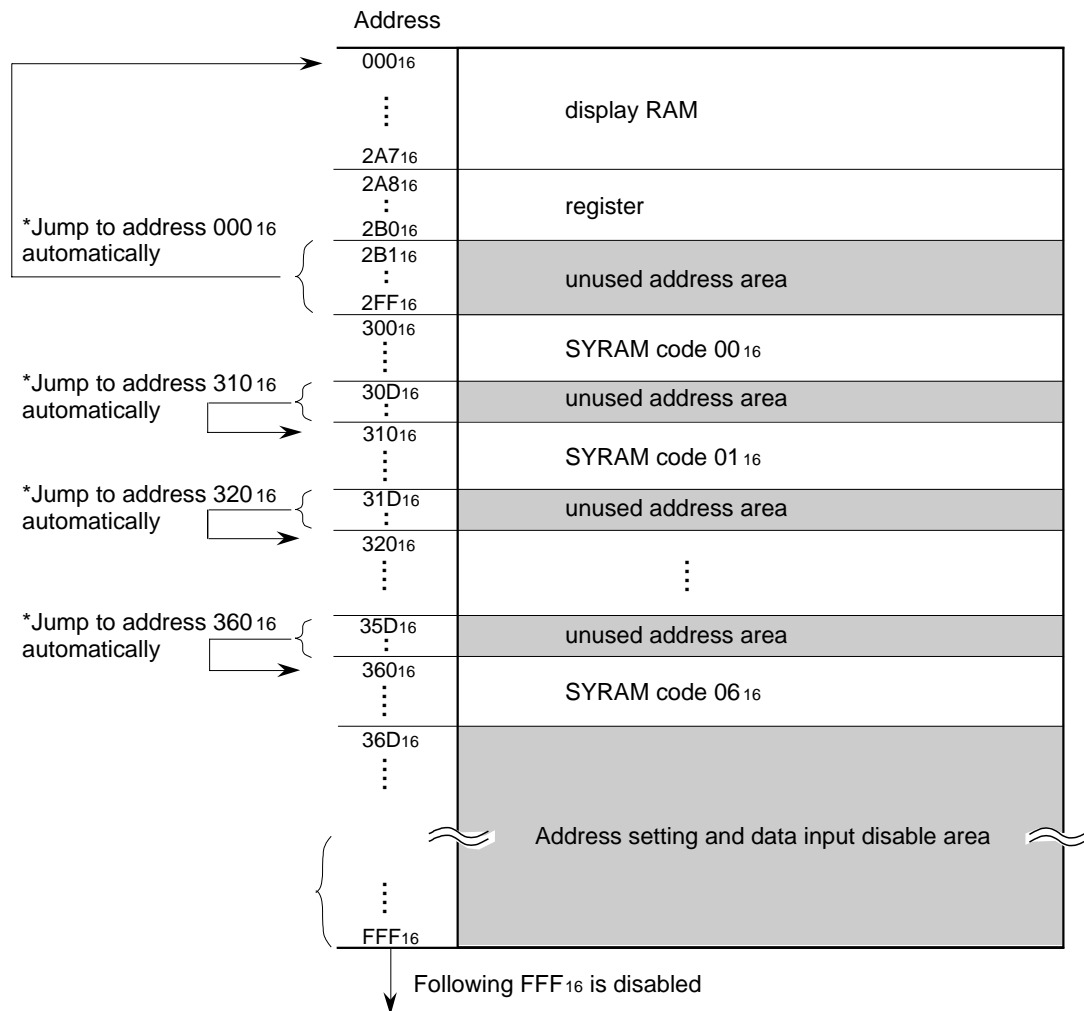 Address
000₁₆
⋮
display RAM
2A7₁₆
2A8₁₆
⋮
register
2B0₁₆
*Jump to address 000₁₆
automatically
2B1₁₆
⋮
unused address area
2FF₁₆
300₁₆
⋮
SYRAM code 00₁₆
*Jump to address 310₁₆
automatically
30D₁₆
⋮
unused address area
310₁₆
⋮
SYRAM code 01₁₆
*Jump to address 320₁₆
automatically
31D₁₆
⋮
unused address area
320₁₆
⋮
⋮
*Jump to address 360₁₆
automatically
35D₁₆
⋮
unused address area
360₁₆
⋮
SYRAM code 06₁₆
36D₁₆
⋮
Address setting and data input disable area
⋮
FFF₁₆
Following FFF₁₆ is disabled